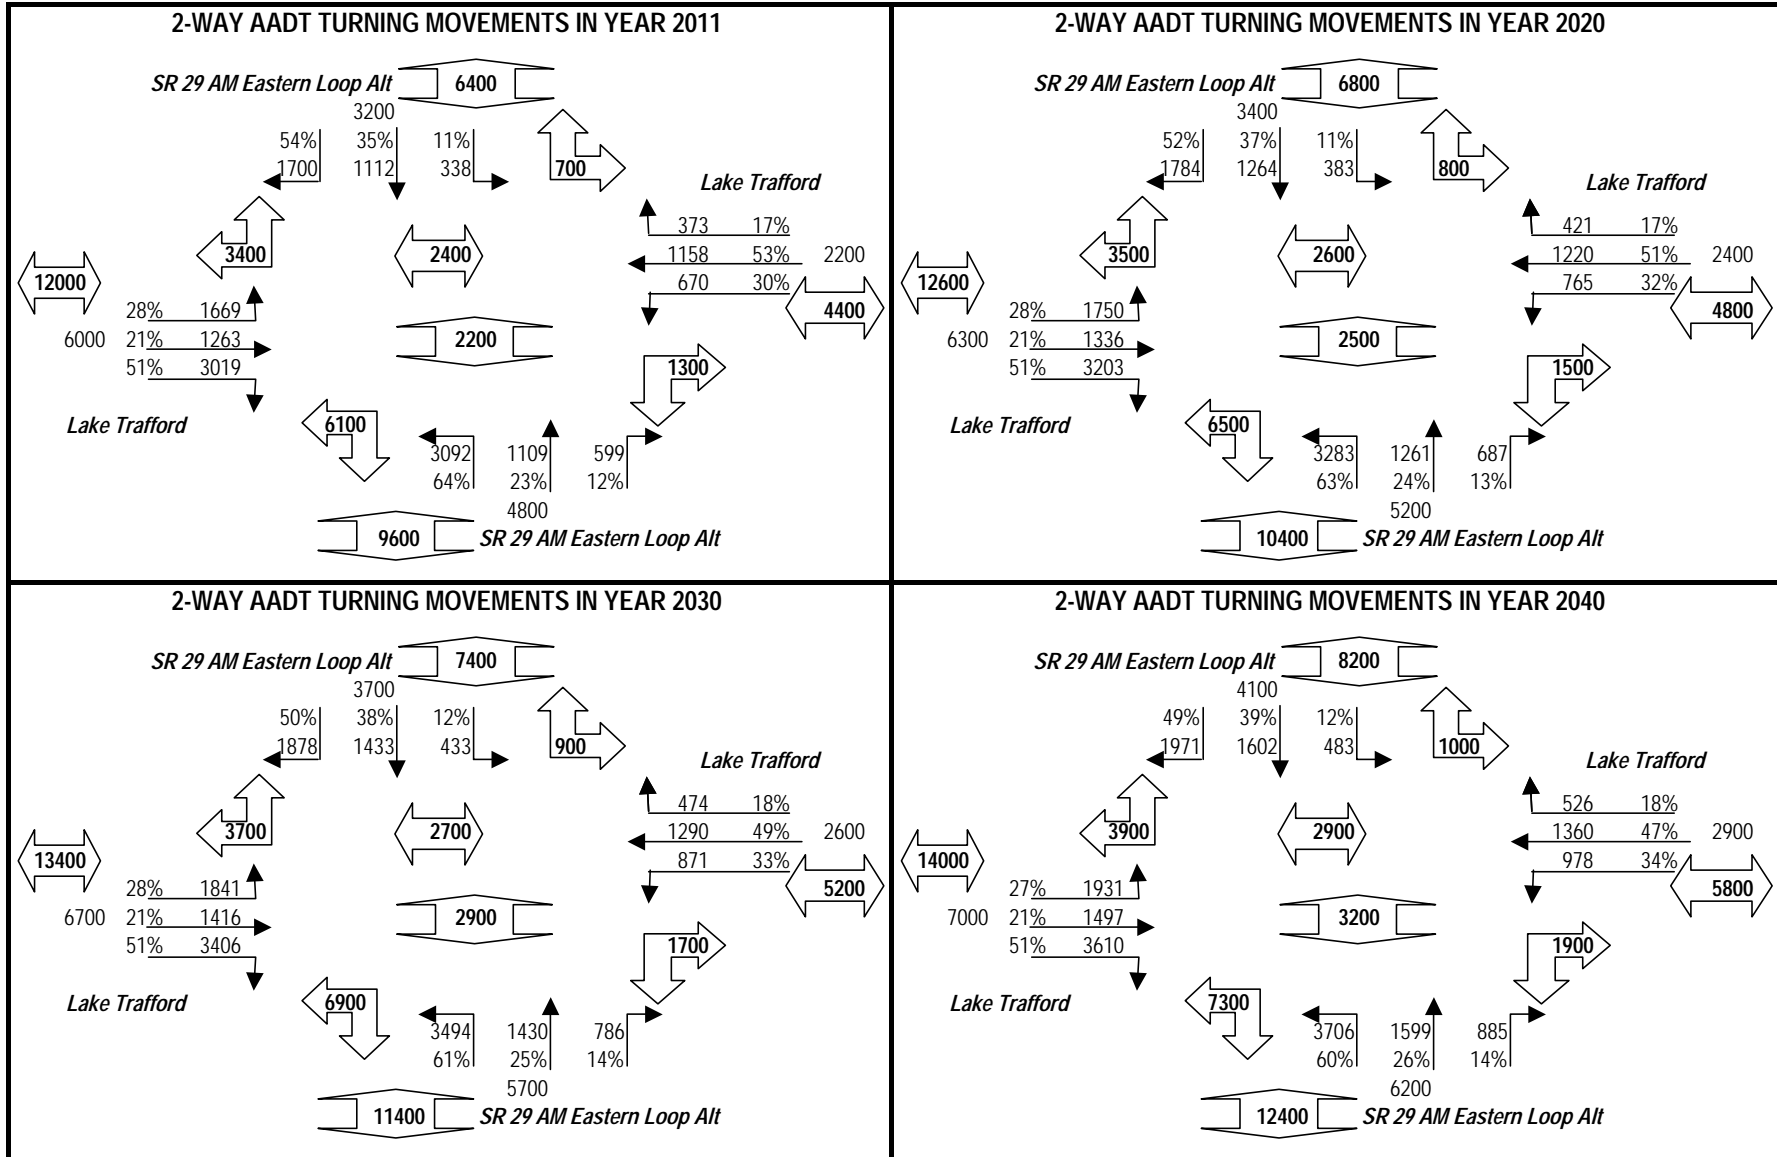 2-WAY AADT TURNING MOVEMENTS IN YEAR 2011
SR 29 AM Eastern Loop Alt 6400
3200
54% 35% 11%
1700 1112 338 700
Lake Trafford
373 17%
3400 2400 1158 53% 2200
12000 670 30%
4400
28% 1669
6000 21% 1263 2200
51% 3019 1300
Lake Trafford 6100
3092 1109 599
64% 23% 12%
4800
9600 SR 29 AM Eastern Loop Alt
2-WAY AADT TURNING MOVEMENTS IN YEAR 2020
SR 29 AM Eastern Loop Alt 6800
3400
52% 37% 11%
1784 1264 383 800
Lake Trafford
421 17%
3500 2600 1220 51% 2400
12600 765 32%
4800
28% 1750
6300 21% 1336 2500
51% 3203 1500
Lake Trafford 6500
3283 1261 687
63% 24% 13%
5200
10400 SR 29 AM Eastern Loop Alt
2-WAY AADT TURNING MOVEMENTS IN YEAR 2030
SR 29 AM Eastern Loop Alt 7400
3700
50% 38% 12%
1878 1433 433 900
Lake Trafford
474 18%
3700 2700 1290 49% 2600
13400 871 33%
5200
28% 1841
6700 21% 1416 2900
51% 3406 1700
Lake Trafford 6900
3494 1430 786
61% 25% 14%
5700
11400 SR 29 AM Eastern Loop Alt
2-WAY AADT TURNING MOVEMENTS IN YEAR 2040
SR 29 AM Eastern Loop Alt 8200
4100
49% 39% 12%
1971 1602 483 1000
Lake Trafford
526 18%
3900 2900 1360 47% 2900
14000 978 34%
5800
27% 1931
7000 21% 1497 3200
51% 3610 1900
Lake Trafford 7300
3706 1599 885
60% 26% 14%
6200
12400 SR 29 AM Eastern Loop Alt